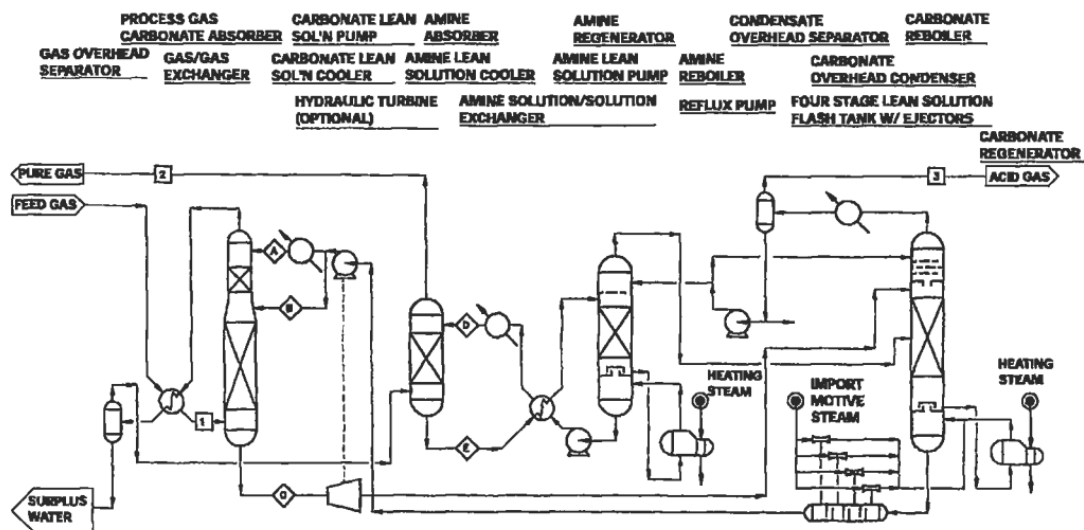 PROCESS GAS
CARBONATE ABSORBER
CARBONATE LEAN
SOL'N PUMP
AMINE
ABSORBER
AMINE
REGENERATOR
CONDENSATE
OVERHEAD SEPARATOR
CARBONATE
REBOILER
GAS OVERHEAD
SEPARATOR
GAS/GAS
EXCHANGER
CARBONATE LEAN
SOL'N COOLER
AMINE LEAN
SOLUTION COOLER
AMINE LEAN
SOLUTION PUMP
AMINE
REBOILER
CARBONATE
OVERHEAD CONDENSER
HYDRAULIC TURBINE
(OPTIONAL)
AMINE SOLUTION/SOLUTION
EXCHANGER
REFLUX PUMP
FOUR STAGE LEAN SOLUTION
FLASH TANK W/ EJECTORS
CARBONATE
REGENERATOR
PURE GAS
2
3
ACID GAS
FEED GAS
A
B
D
HEATING
STEAM
IMPORT
MOTIVE
STEAM
HEATING
STEAM
1
E
SURPLUS
WATER